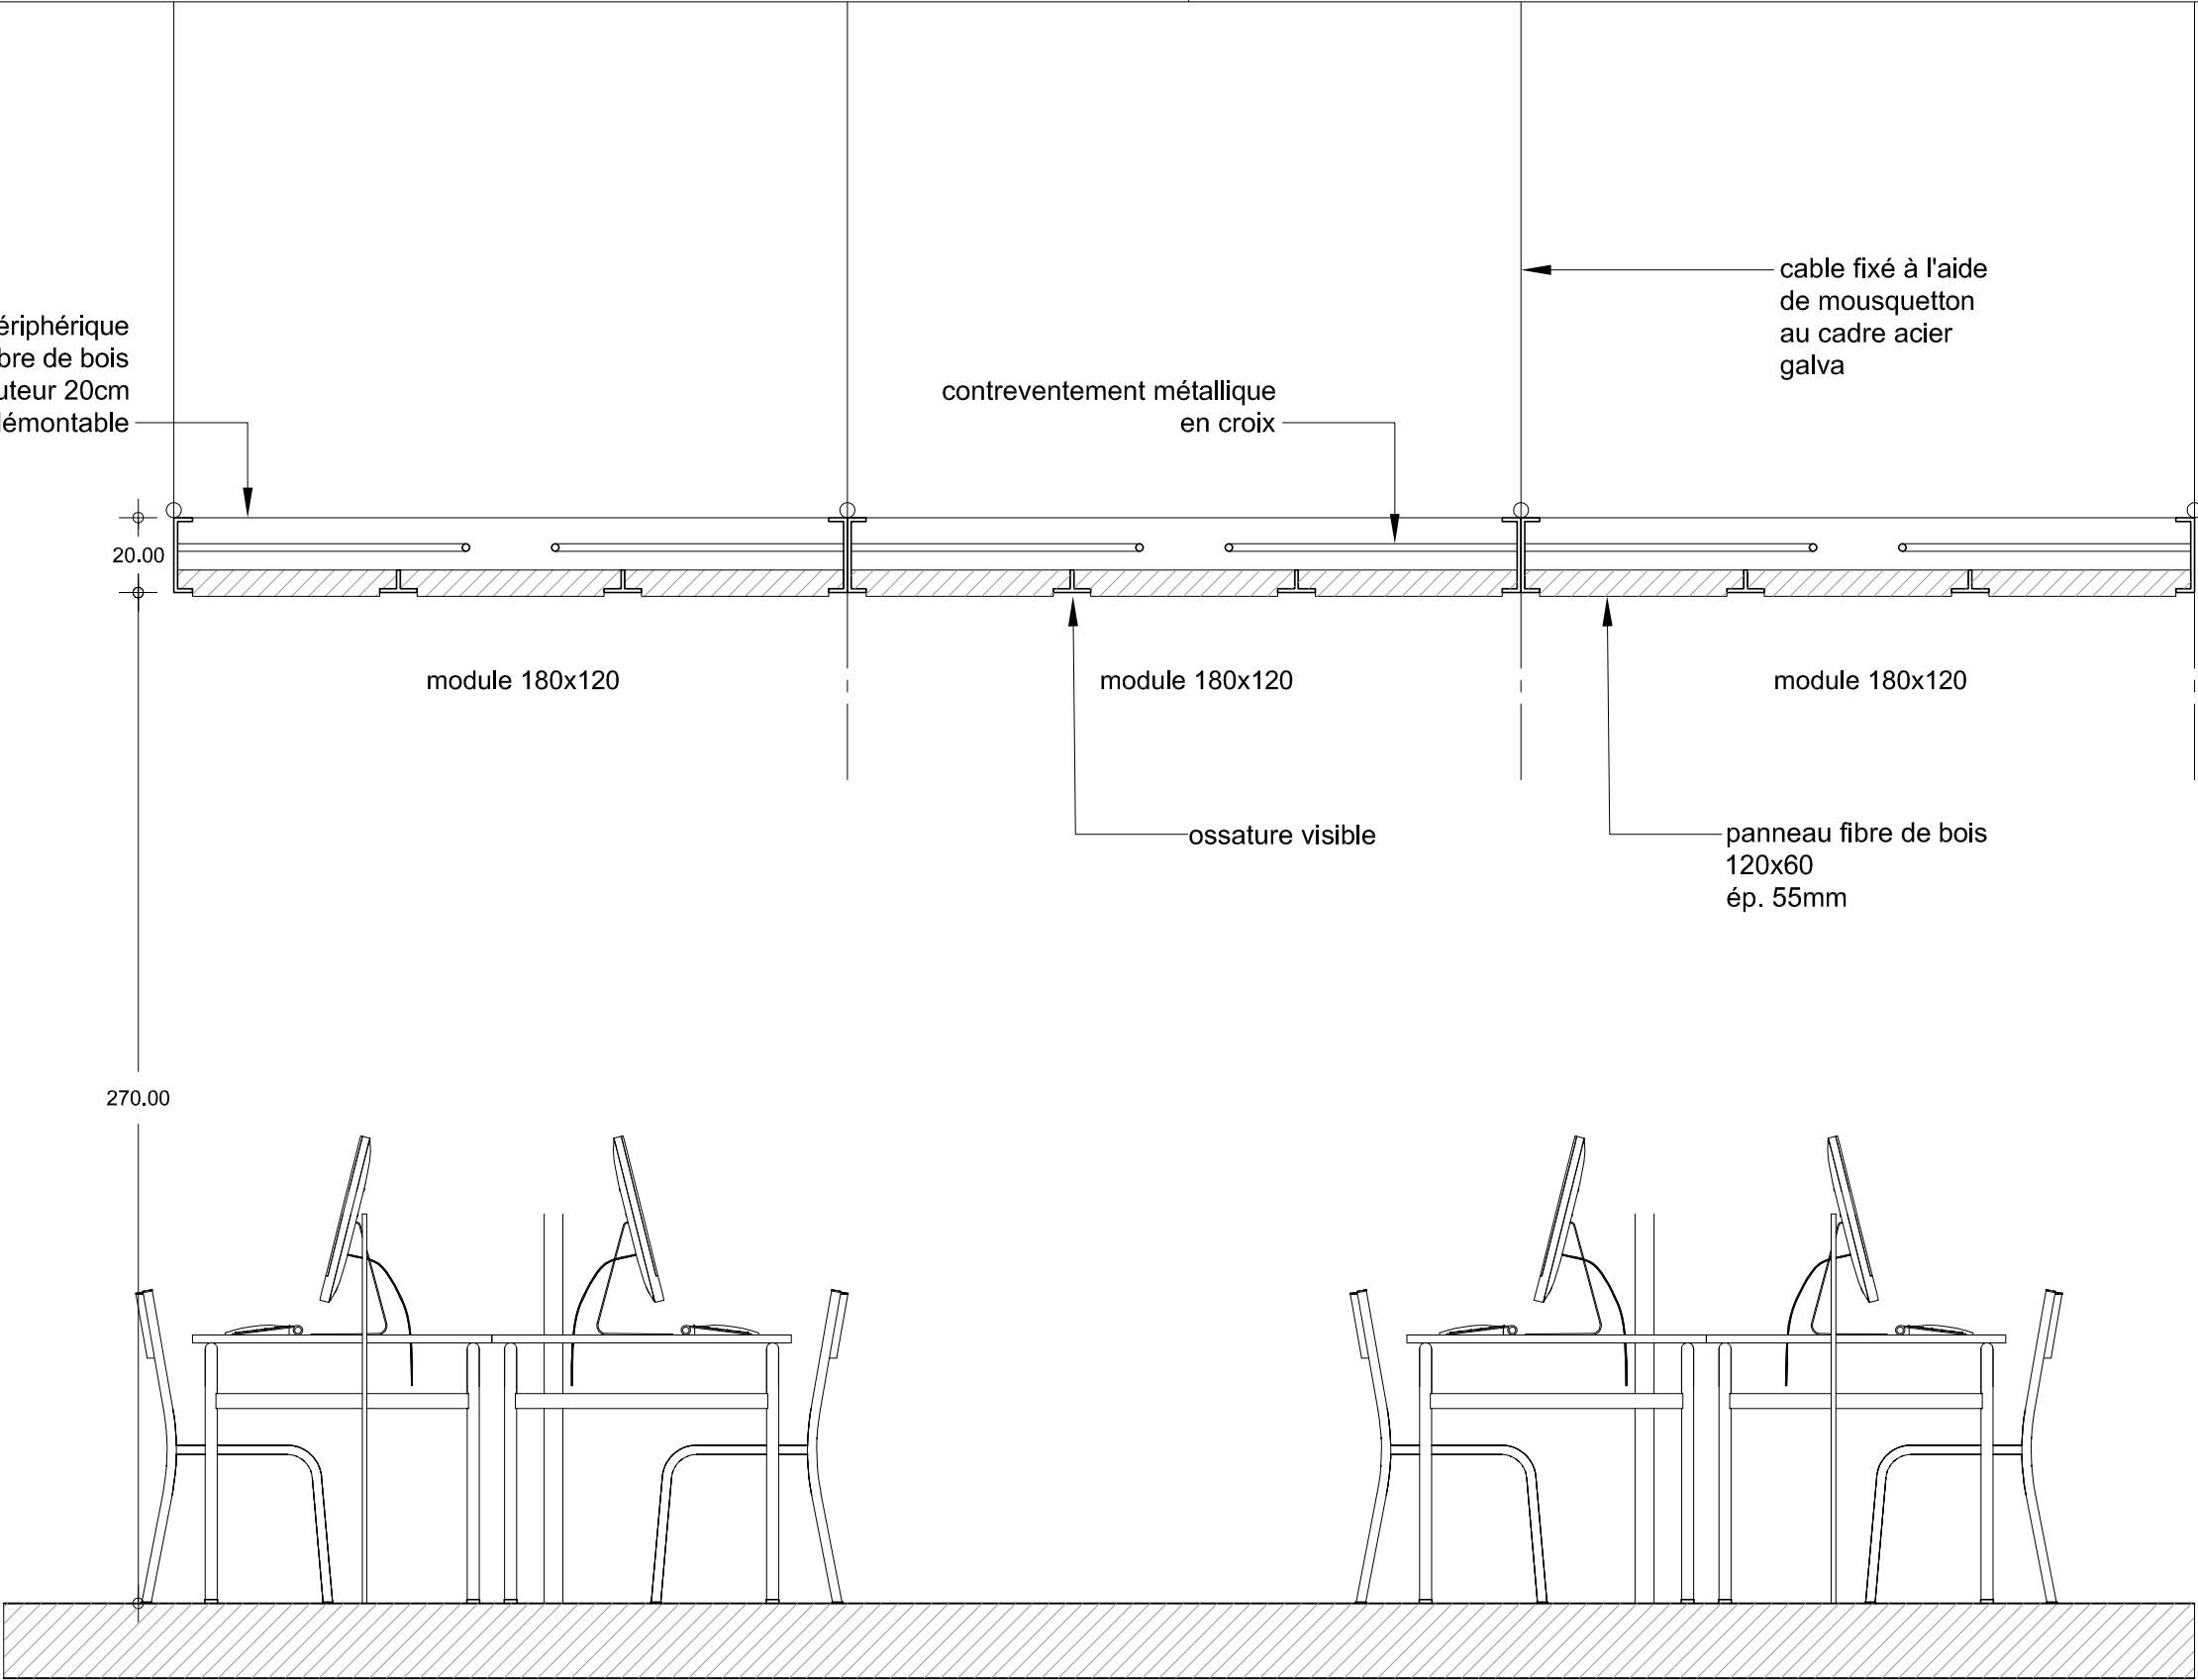 cable fixé à l'aide
de mousquetton
au cadre acier
galva
ériphérique
bre de bois
uteur 20cm
démontable
contreventement métallique
en croix
20.00
module 180x120
module 180x120
module 180x120
ossature visible
panneau fibre de bois
120x60
ép. 55mm
270.00